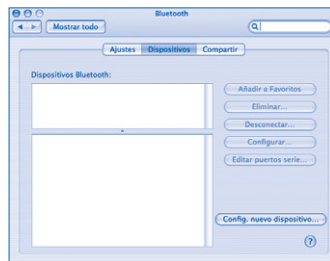 Bluetooth
Mostrar todo
Ajustes Dispositivos Compartir
Dispositivos Bluetooth:
Añadir a Favoritos
Eliminar...
Desconectar...
Configurar...
Editar puertos serie...
Config. nuevo dispositivo...
?